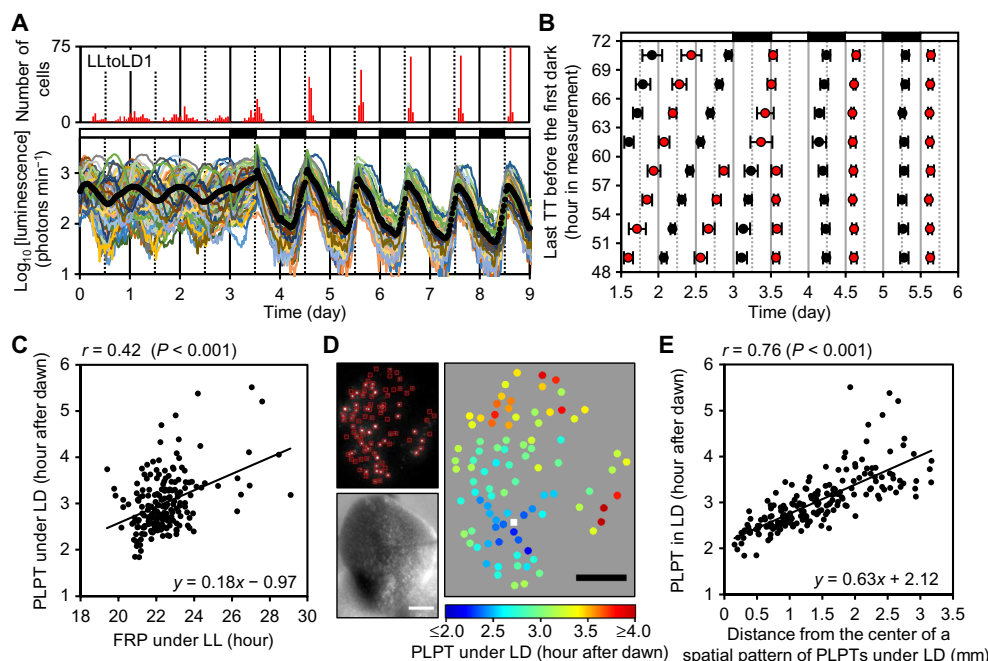 A
75
LLtoLD1
Number of
cells
0
3
2
1
Log10 [luminescence]
(photons min−1)
0 1 2 3 4 5 6 7 8 9
Time (day)
B
72
69
66
63
60
57
54
51
48
Last TT before the first dark
(hour in measurement)
1.5 2 2.5 3 3.5 4 4.5 5 5.5 6
Time (day)
C
r = 0.42 (P < 0.001)
6
5
4
3
2
1
PLPT under LD (hour after dawn)
y = 0.18x − 0.97
18 20 22 24 26 28 30
FRP under LL (hour)
D
≤2.0 2.5 3.0 3.5 ≥4.0
PLPT under LD (hour after dawn)
E
r = 0.76 (P < 0.001)
6
5
4
3
2
1
PLPT in LD (hour after dawn)
y = 0.63x + 2.12
0 0.5 1 1.5 2 2.5 3 3.5
Distance from the center of a
spatial pattern of PLPTs under LD (mm)